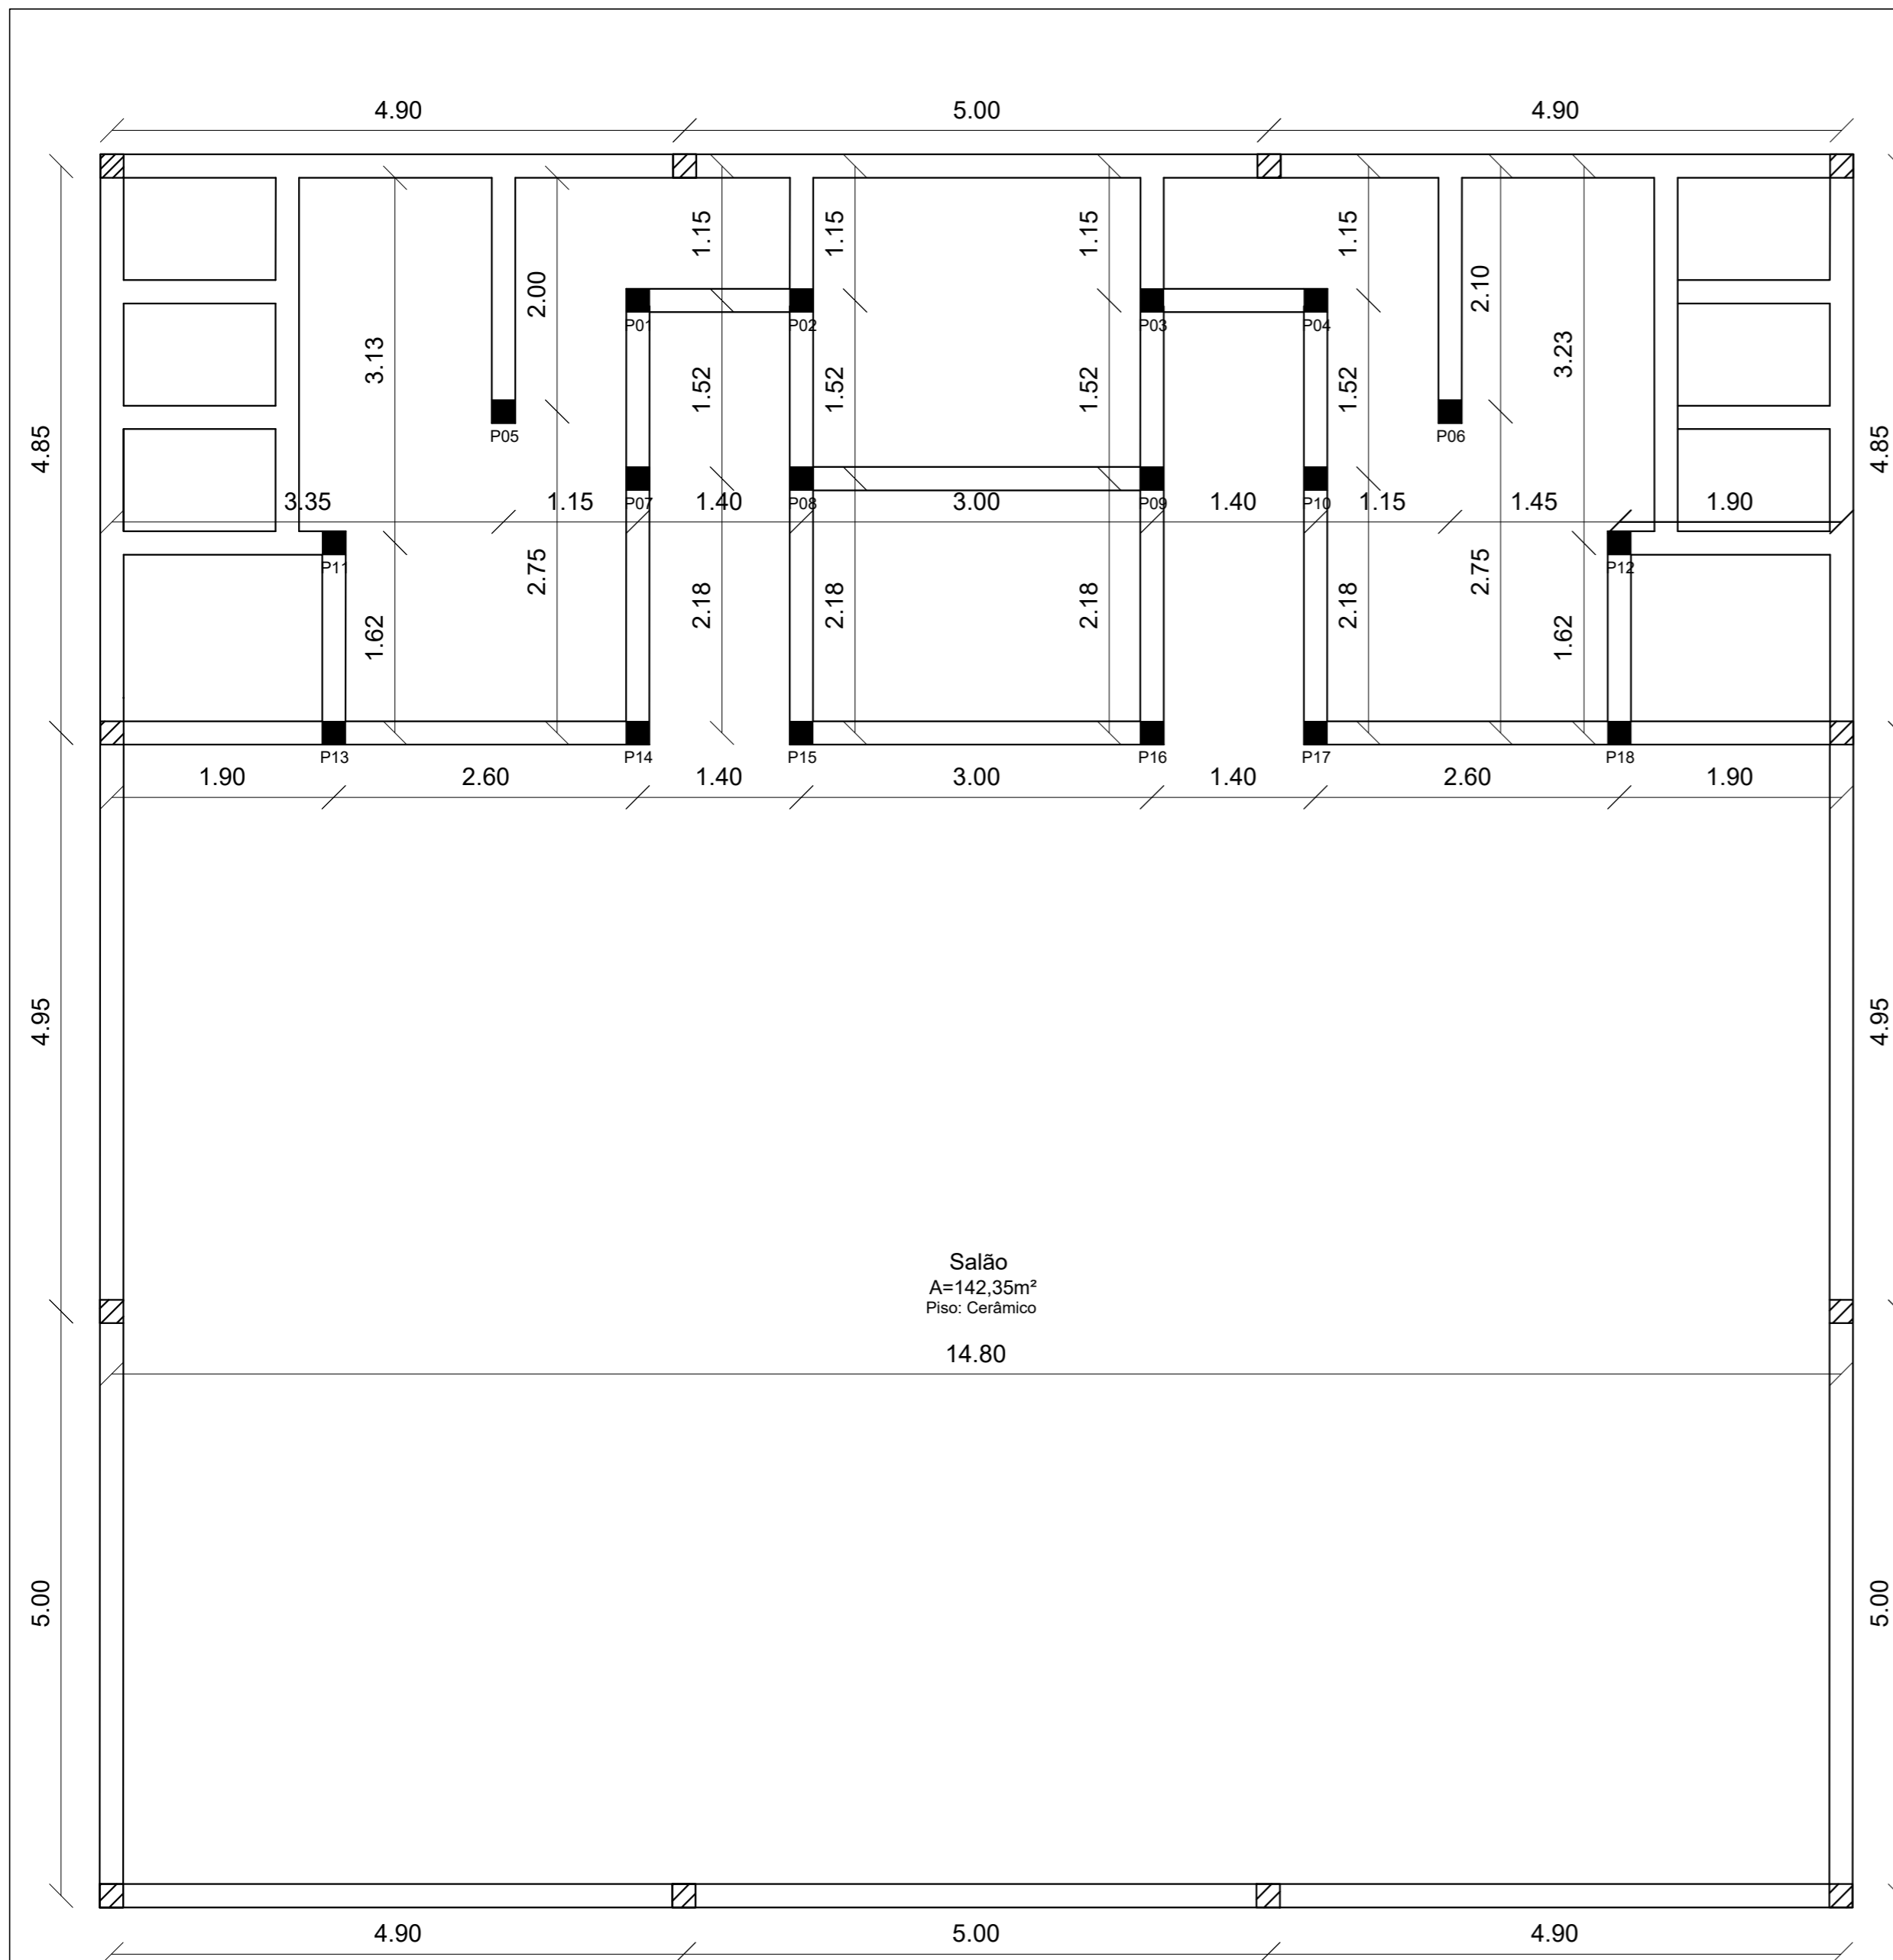 4.90 5.00 4.90
1.15 1.15 1.15 1.15
2.00 2.10
P01 P02 P03 P04
3.13 1.52 1.52 1.52 1.52 3.23
P05 P06
4.85 4.85
P07 P08 P09 P10
3.35 1.15 1.40 3.00 1.40 1.15 1.45 1.90
P11 P12
2.75 2.18 2.18 2.18 2.18 2.75
1.62 1.62
P13 P14 P15 P16 P17 P18
1.90 2.60 1.40 3.00 1.40 2.60 1.90
4.95 4.95
Salão
A=142,35m²
Piso: Cerâmico
14.80
5.00 5.00
4.90 5.00 4.90